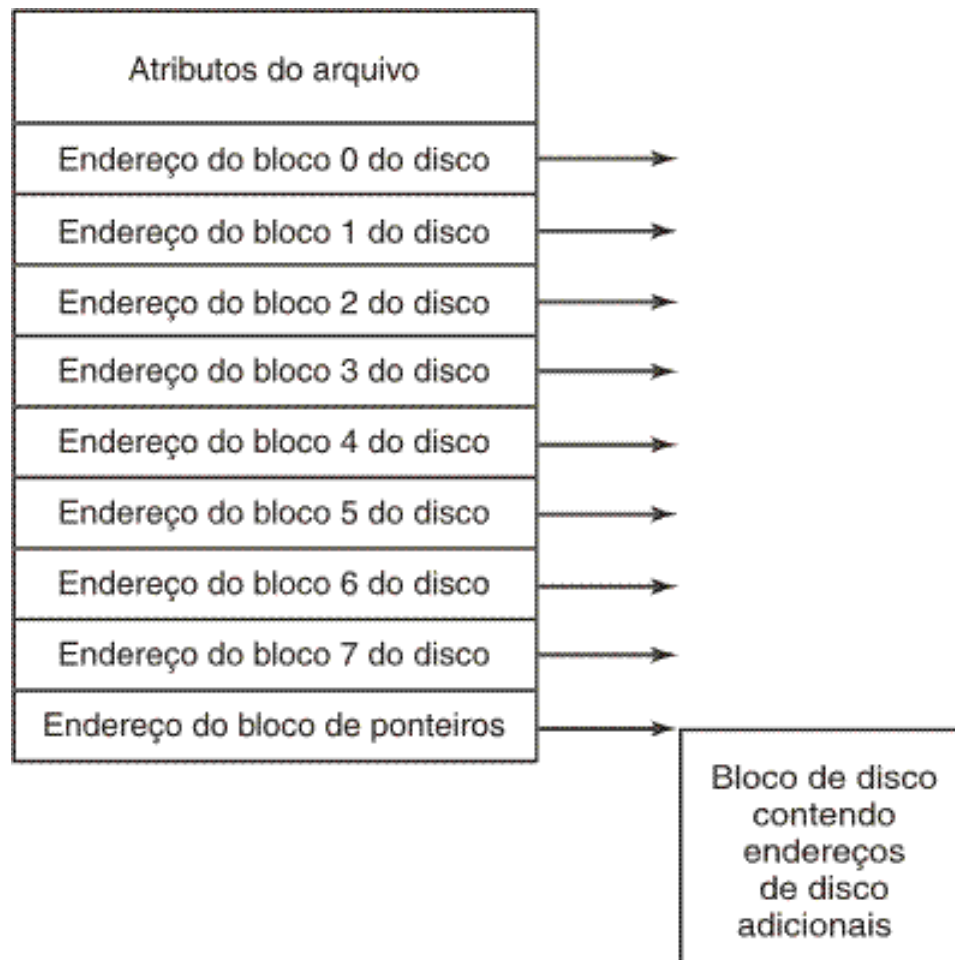 Atributos do arquivo
Endereço do bloco 0 do disco
Endereço do bloco 1 do disco
Endereço do bloco 2 do disco
Endereço do bloco 3 do disco
Endereço do bloco 4 do disco
Endereço do bloco 5 do disco
Endereço do bloco 6 do disco
Endereço do bloco 7 do disco
Endereço do bloco de ponteiros
Bloco de disco
contendo
endereços
de disco
adicionais